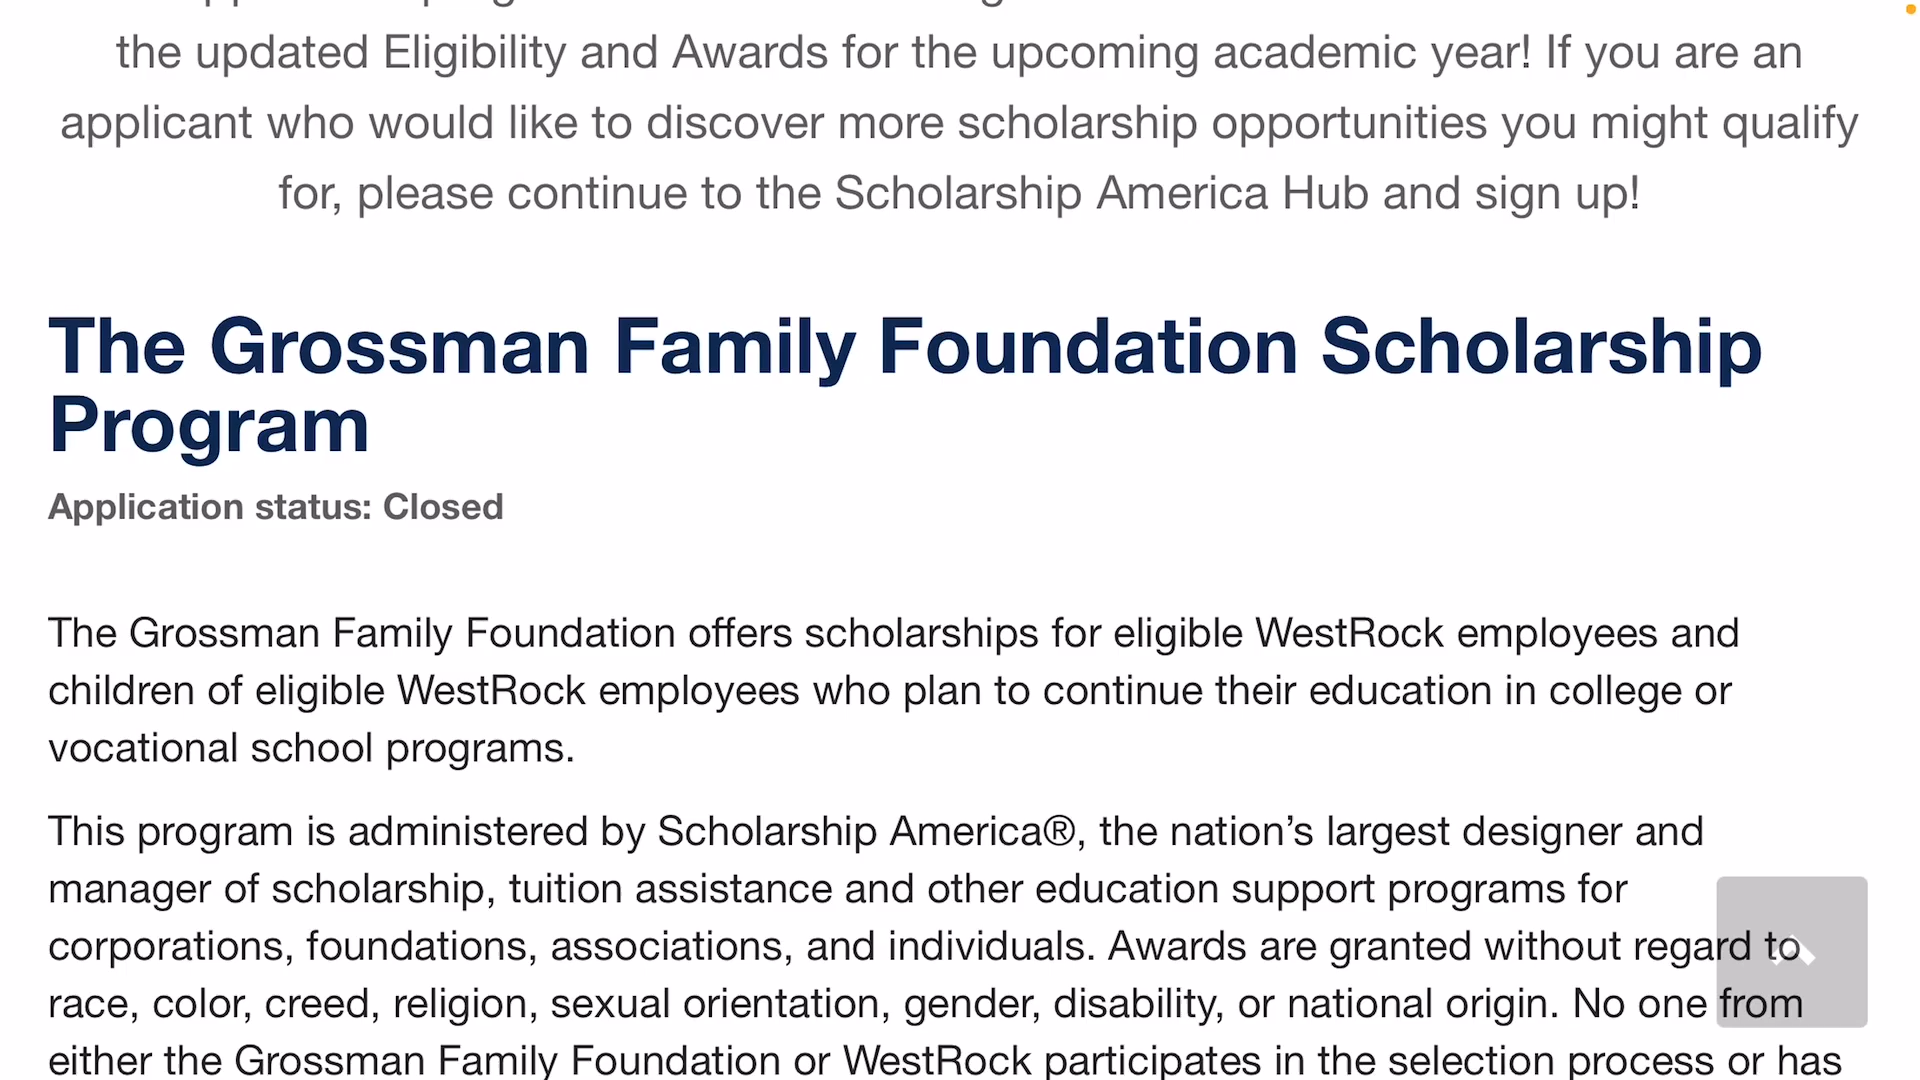 the updated Eligibility and Awards for the upcoming academic year! If you are an
applicant who would like to discover more scholarship opportunities you might qualify
for, please continue to the Scholarship America Hub and sign up!
The Grossman Family Foundation Scholarship
Program
Application status: Closed
The Grossman Family Foundation offers scholarships for eligible WestRock employees and
children of eligible WestRock employees who plan to continue their education in college or
vocational school programs.
This program is administered by Scholarship America®, the nation’s largest designer and
manager of scholarship, tuition assistance and other education support programs for
corporations, foundations, associations, and individuals. Awards are granted without regard to
race, color, creed, religion, sexual orientation, gender, disability, or national origin. No one from
either the Grossman Family Foundation or WestRock participates in the selection process or has